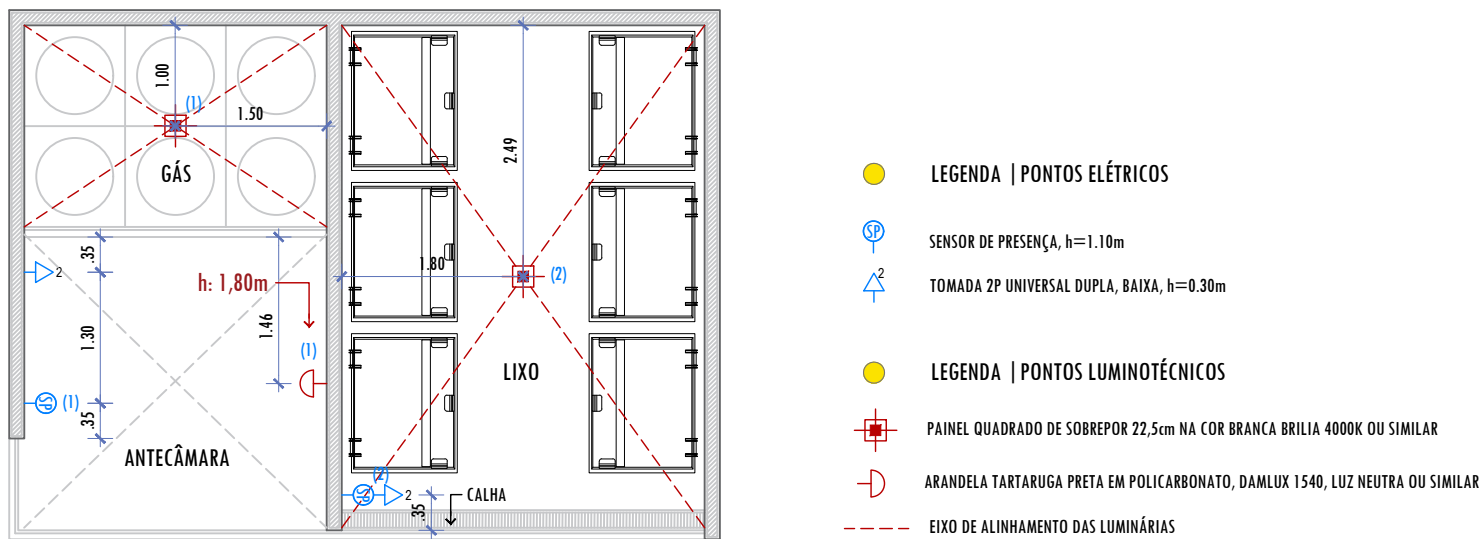 1.00
(1)
1.50
GÁS
2.49
.35
2
h: 1,80m
1.80
(2)
1.30
1.46
(1)
SP
(1)
.35
LIXO
ANTECÂMARA
(2)
SP
2
.35
CALHA
LEGENDA | PONTOS ELÉTRICOS
SP
SENSOR DE PRESENÇA, h=1.10m
2
TOMADA 2P UNIVERSAL DUPLA, BAIXA, h=0.30m
LEGENDA | PONTOS LUMINOTÉCNICOS
PAINEL QUADRADO DE SOBREPOR 22,5cm NA COR BRANCA BRILIA 4000K OU SIMILAR
ARANDELA TARTARUGA PRETA EM POLICARBONATO, DAMLUX 1540, LUZ NEUTRA OU SIMILAR
EIXO DE ALINHAMENTO DAS LUMINÁRIAS